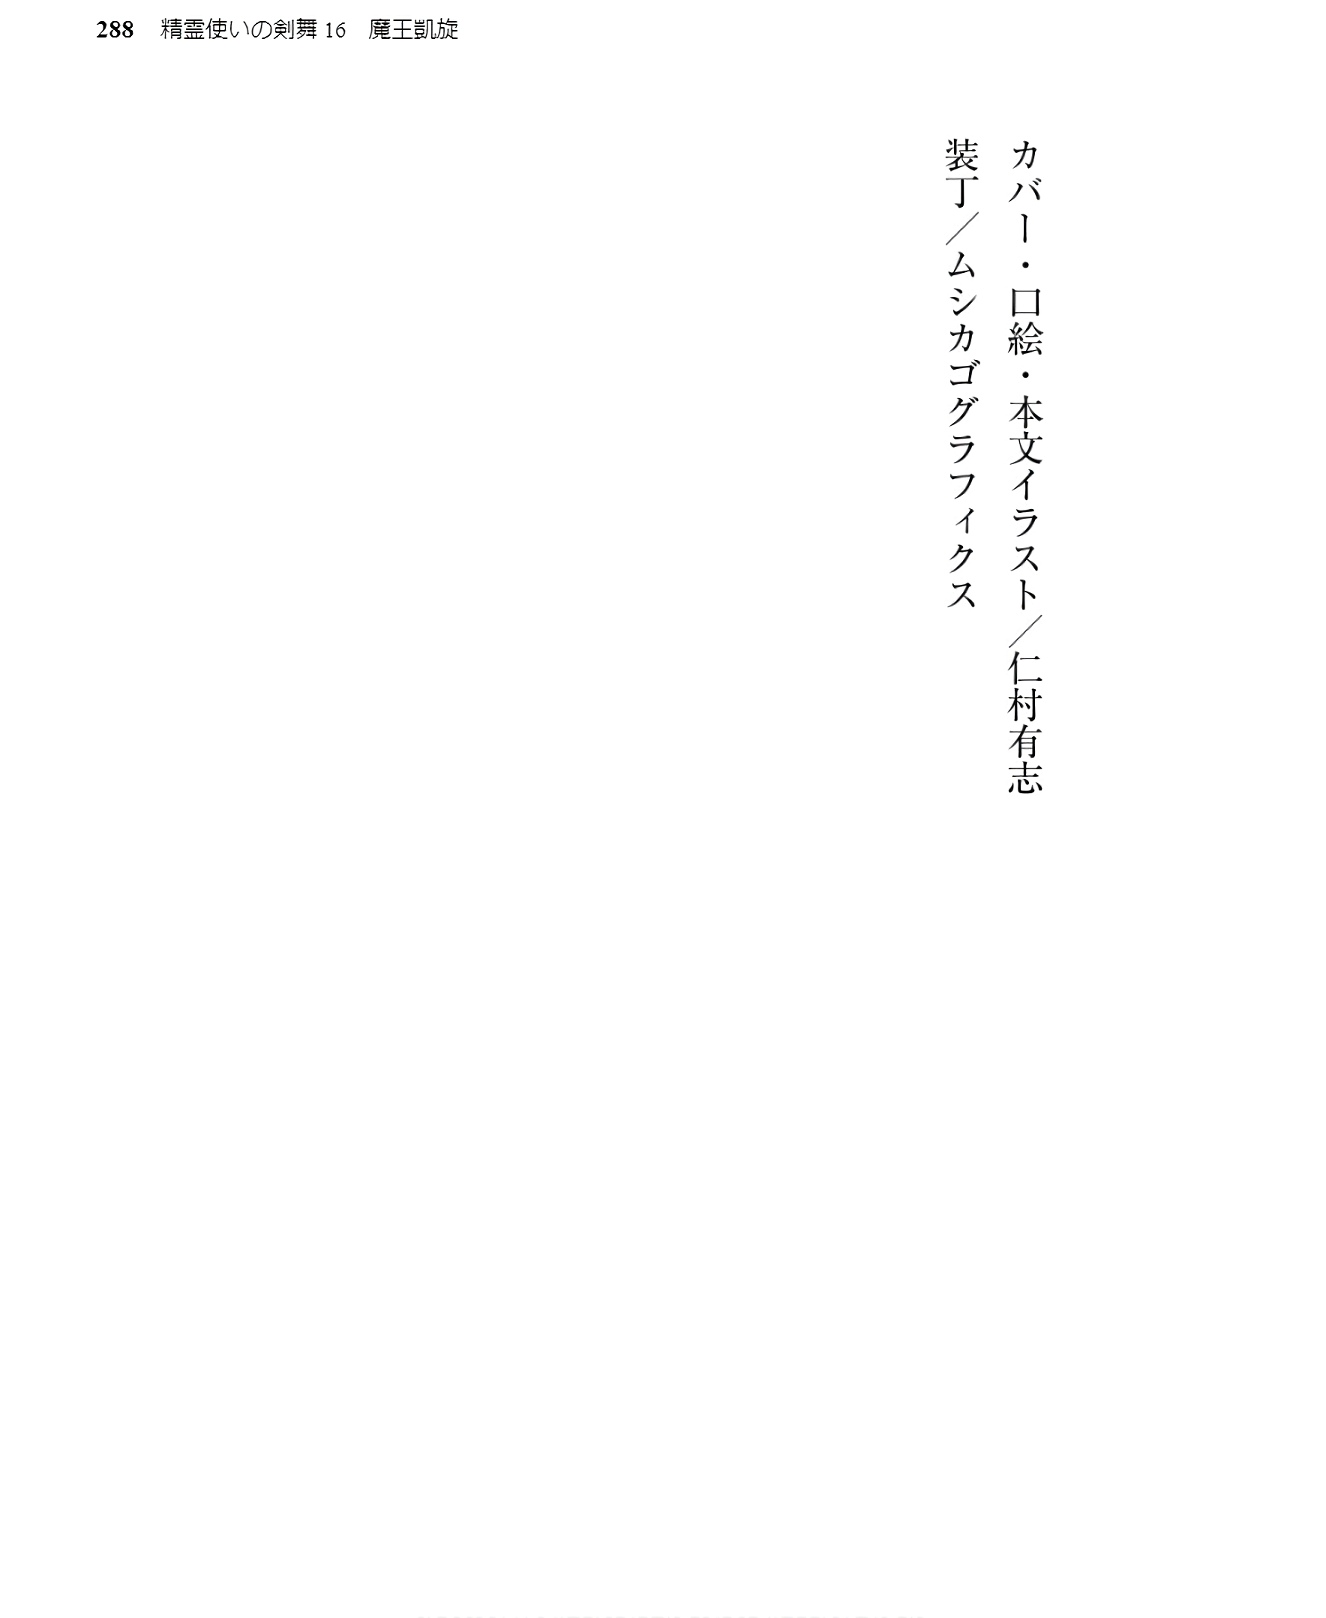 288 精霊使いの剣舞 16　魔王凱旋
カバー・口絵・本文イラスト／仁村有志
装丁／ムシカゴグラフィクス